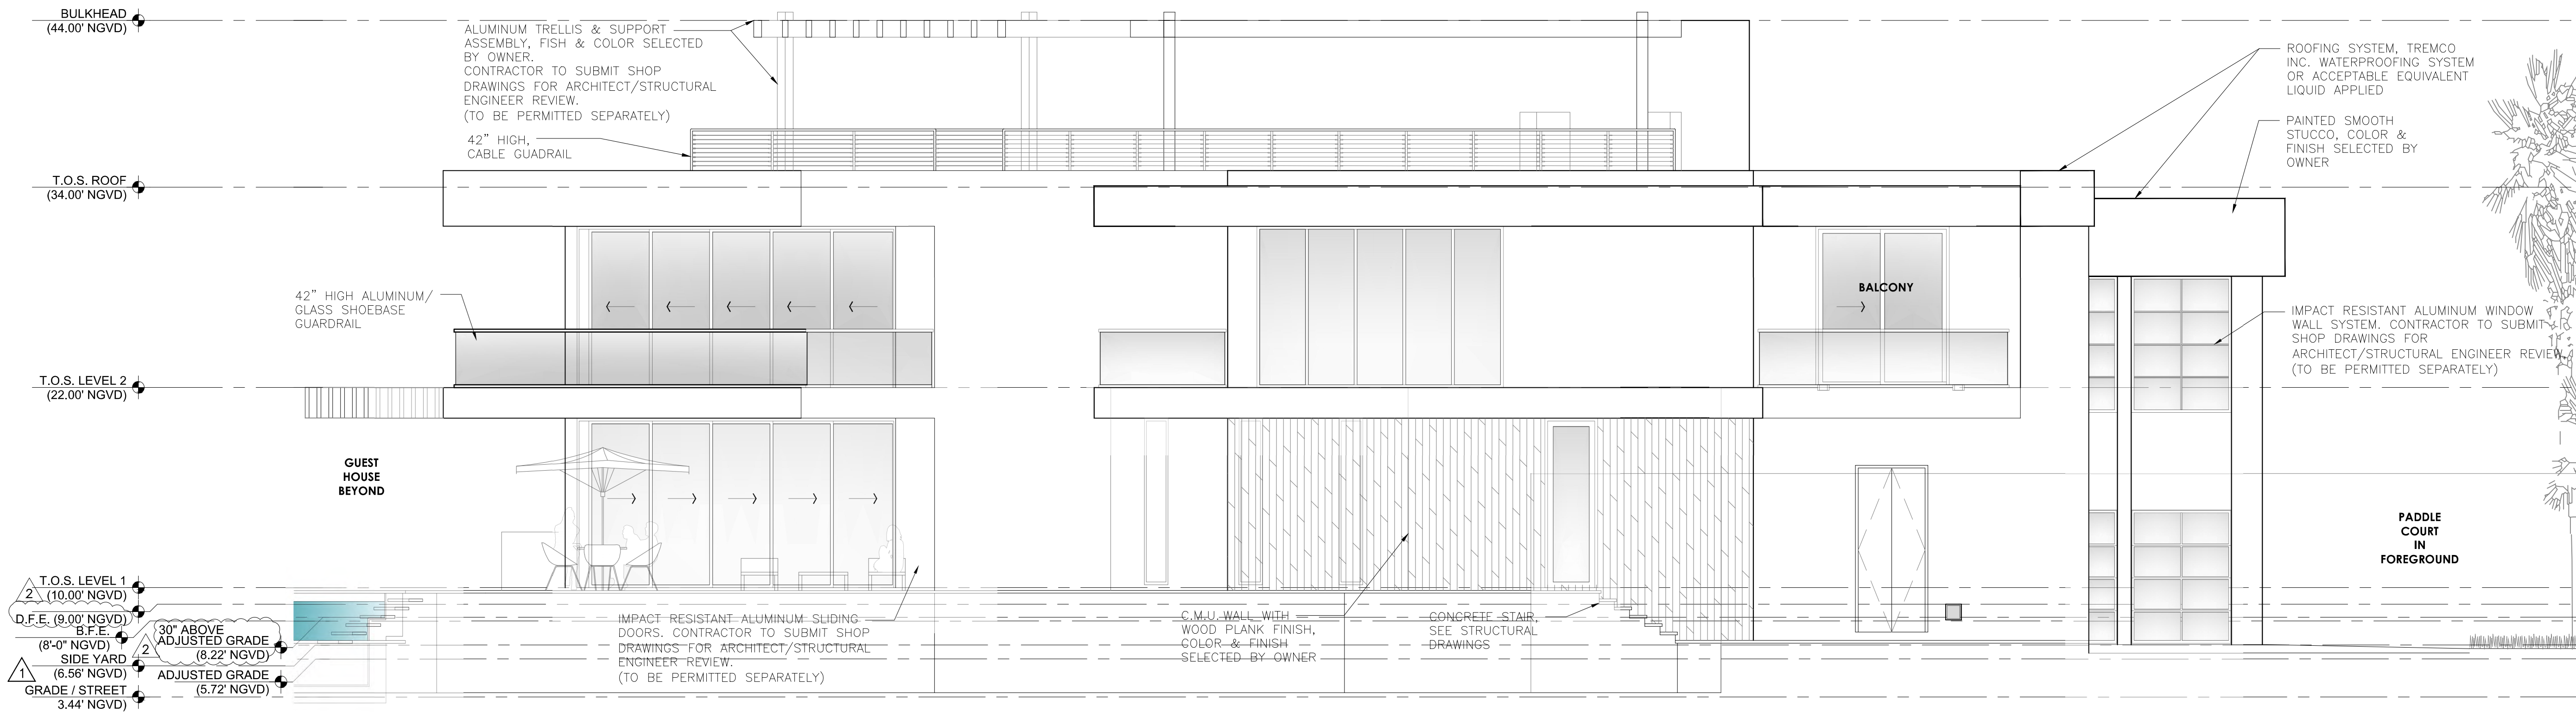 BULKHEAD
(44.00' NGVD)
ALUMINUM TRELLIS & SUPPORT
ASSEMBLY, FISH & COLOR SELECTED
BY OWNER.
CONTRACTOR TO SUBMIT SHOP
DRAWINGS FOR ARCHITECT/STRUCTURAL
ENGINEER REVIEW.
(TO BE PERMITTED SEPARATELY)
42" HIGH,
CABLE GUADRAIL
ROOFING SYSTEM, TREMCO
INC. WATERPROOFING SYSTEM
OR ACCEPTABLE EQUIVALENT
LIQUID APPLIED
PAINTED SMOOTH
STUCCO, COLOR &
FINISH SELECTED BY
OWNER
T.O.S. ROOF
(34.00' NGVD)
42" HIGH ALUMINUM/
GLASS SHOEBASE
GUARDRAIL
BALCONY
IMPACT RESISTANT ALUMINUM WINDOW
WALL SYSTEM. CONTRACTOR TO SUBMIT
SHOP DRAWINGS FOR
ARCHITECT/STRUCTURAL ENGINEER REVIEW.
(TO BE PERMITTED SEPARATELY)
T.O.S. LEVEL 2
(22.00' NGVD)
GUEST
HOUSE
BEYOND
PADDLE
COURT
IN
FOREGROUND
T.O.S. LEVEL 1
(10.00' NGVD)
2
D.F.E. (9.00' NGVD)
B.F.E.
(8'-0" NGVD)
30" ABOVE
ADJUSTED GRADE
(8.22' NGVD)
2
SIDE YARD
(6.56' NGVD)
1
ADJUSTED GRADE
(5.72' NGVD)
GRADE / STREET
3.44' NGVD)
IMPACT RESISTANT ALUMINUM SLIDING
DOORS. CONTRACTOR TO SUBMIT SHOP
DRAWINGS FOR ARCHITECT/STRUCTURAL
ENGINEER REVIEW.
(TO BE PERMITTED SEPARATELY)
C.M.U. WALL WITH
WOOD PLANK FINISH,
COLOR & FINISH
SELECTED BY OWNER
CONCRETE STAIR,
SEE STRUCTURAL
DRAWINGS